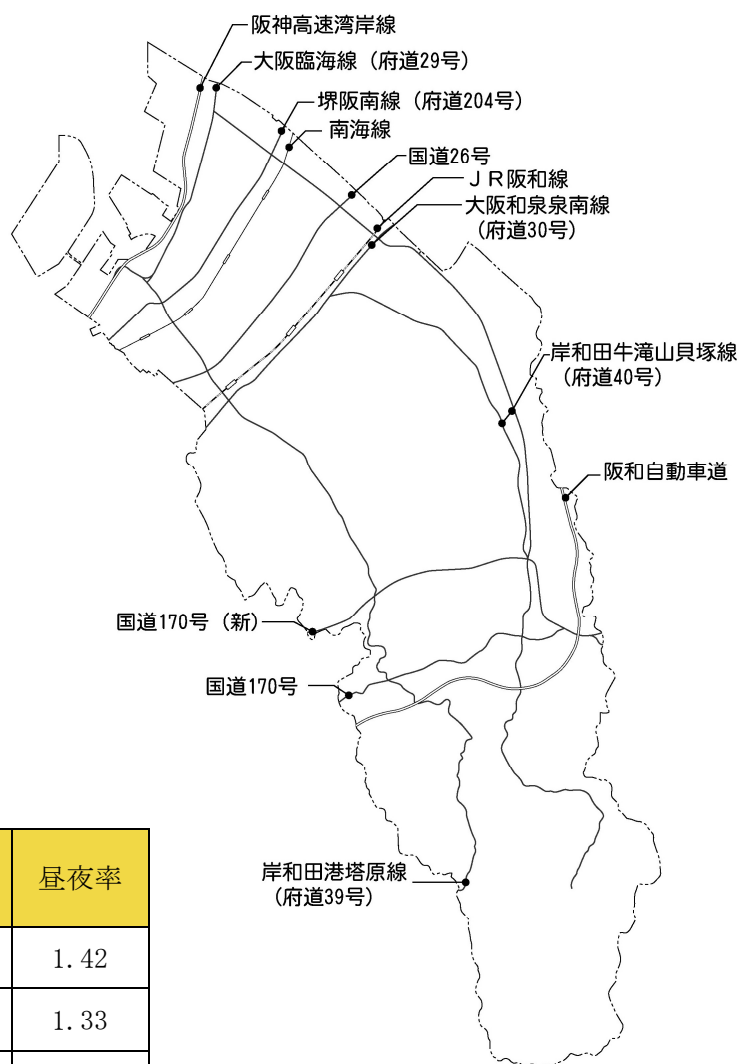 阪神高速湾岸線
大阪臨海線（府道29号）
堺阪南線（府道204号）
南海線
国道26号
ＪＲ阪和線
大阪和泉泉南線
（府道30号）
岸和田牛滝山貝塚線
（府道40号）
阪和自動車道
国道170号（新）
国道170号
岸和田港塔原線
（府道39号）
昼夜率
1.42
1.33